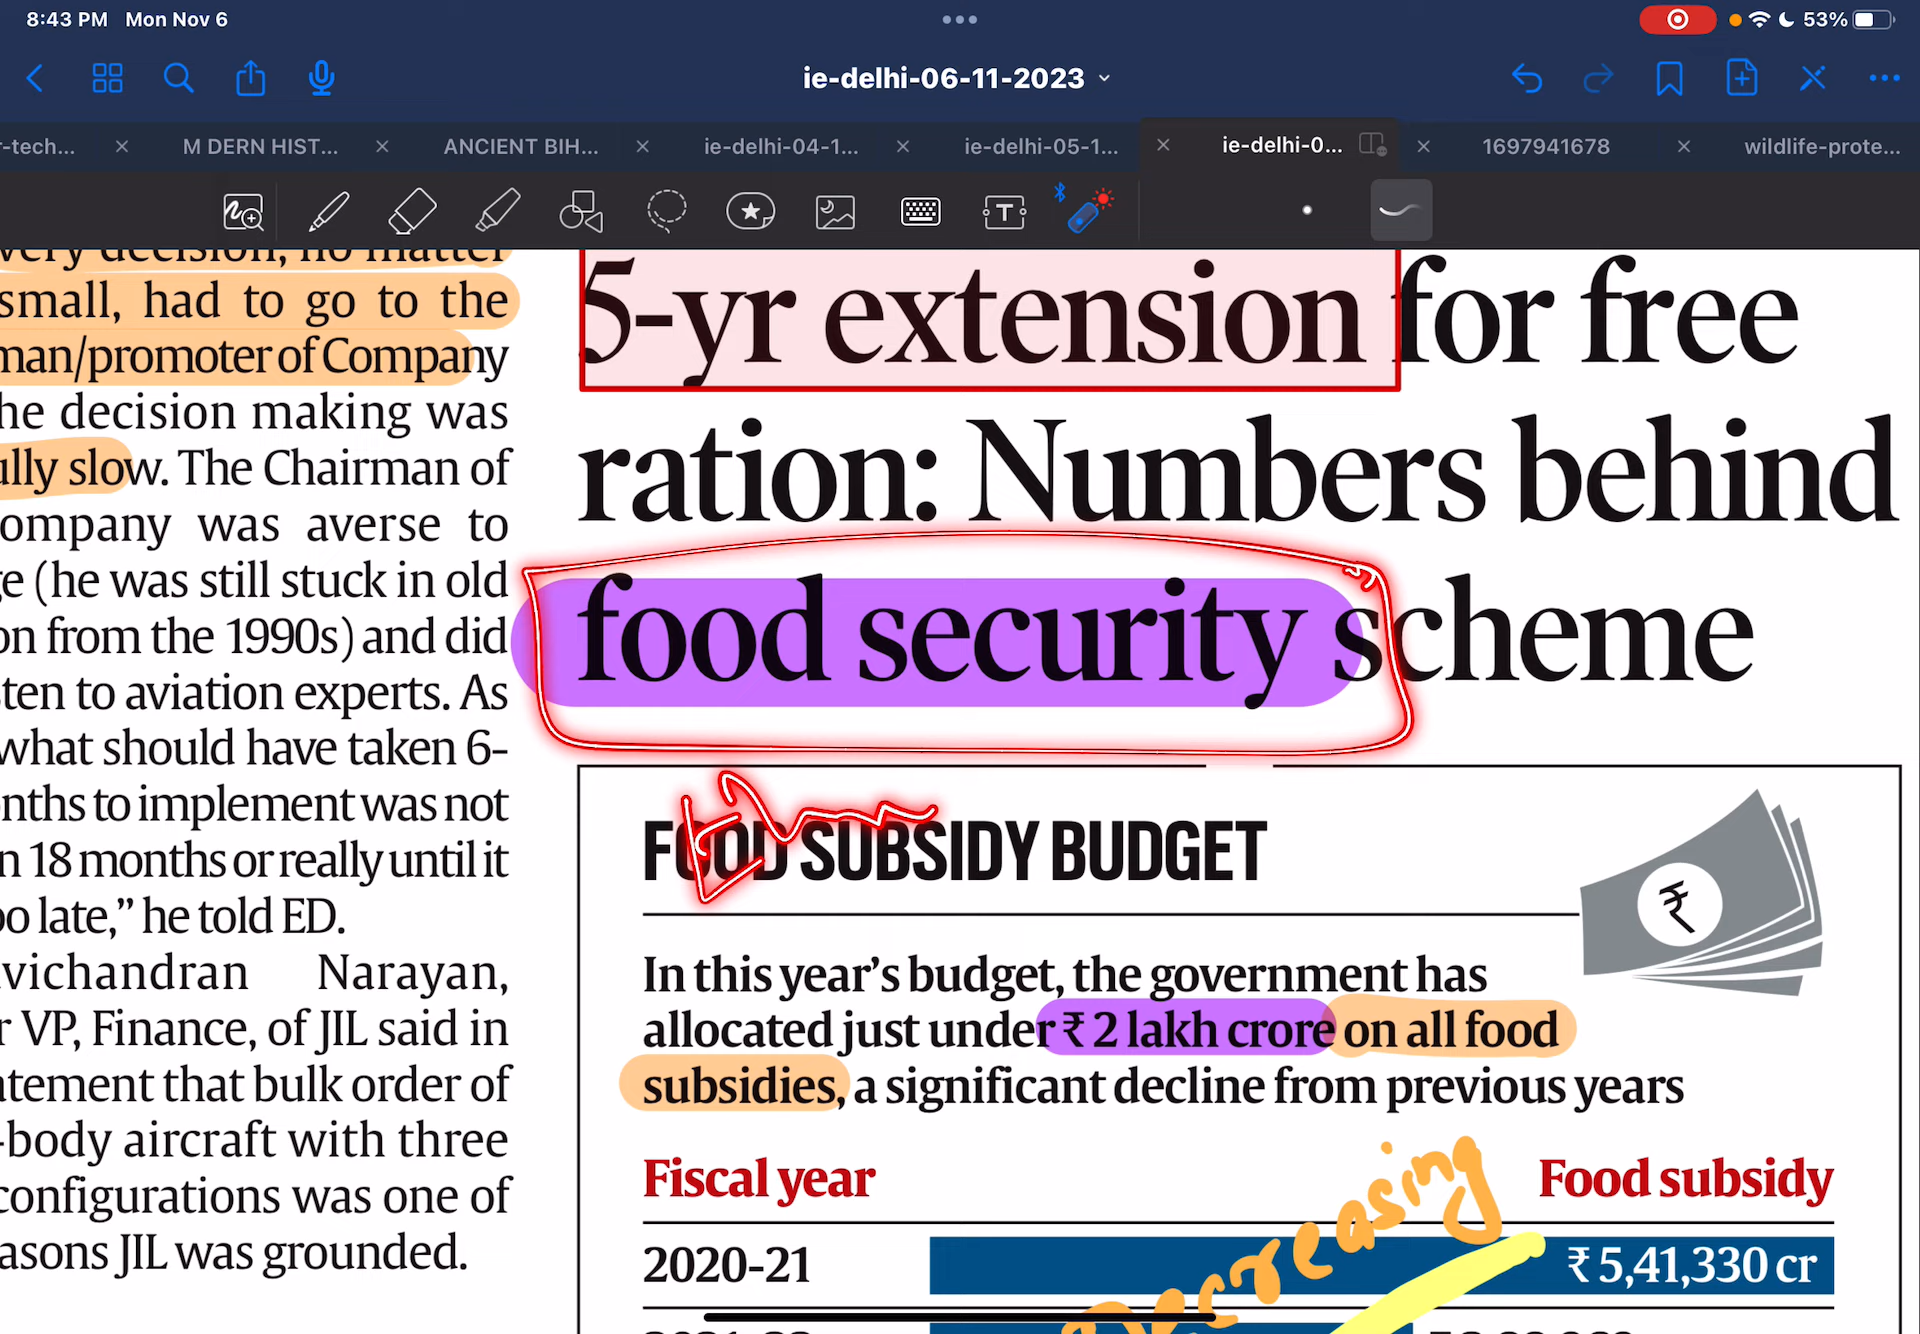 8:43 PM Mon Nov 6
53%
ie-delhi-06-11-2023
-tech...
M DERN HIST...
ANCIENT BIH...
ie-delhi-04-1...
ie-delhi-05-1...
ie-delhi-0...
1697941678
wildlife-prote...
very decision, no matter
small, had to go to the
man/promoter of Company
he decision making was
ully slow. The Chairman of
ompany was averse to
ge (he was still stuck in old
on from the 1990s) and did
sten to aviation experts. As
what should have taken 6-
nths to implement was not
n 18 months or really until it
oo late,” he told ED.
vichandran Narayan,
r VP, Finance, of JIL said in
atement that bulk order of
-body aircraft with three
configurations was one of
asons JIL was grounded.
5-yr extension for free
ration: Numbers behind
food security scheme
FOOD SUBSIDY BUDGET
₹
In this year’s budget, the government has
allocated just under ₹ 2 lakh crore on all food
subsidies, a significant decline from previous years
Fiscal year Food subsidy
2020-21 ₹ 5,41,330 cr
Decreasing